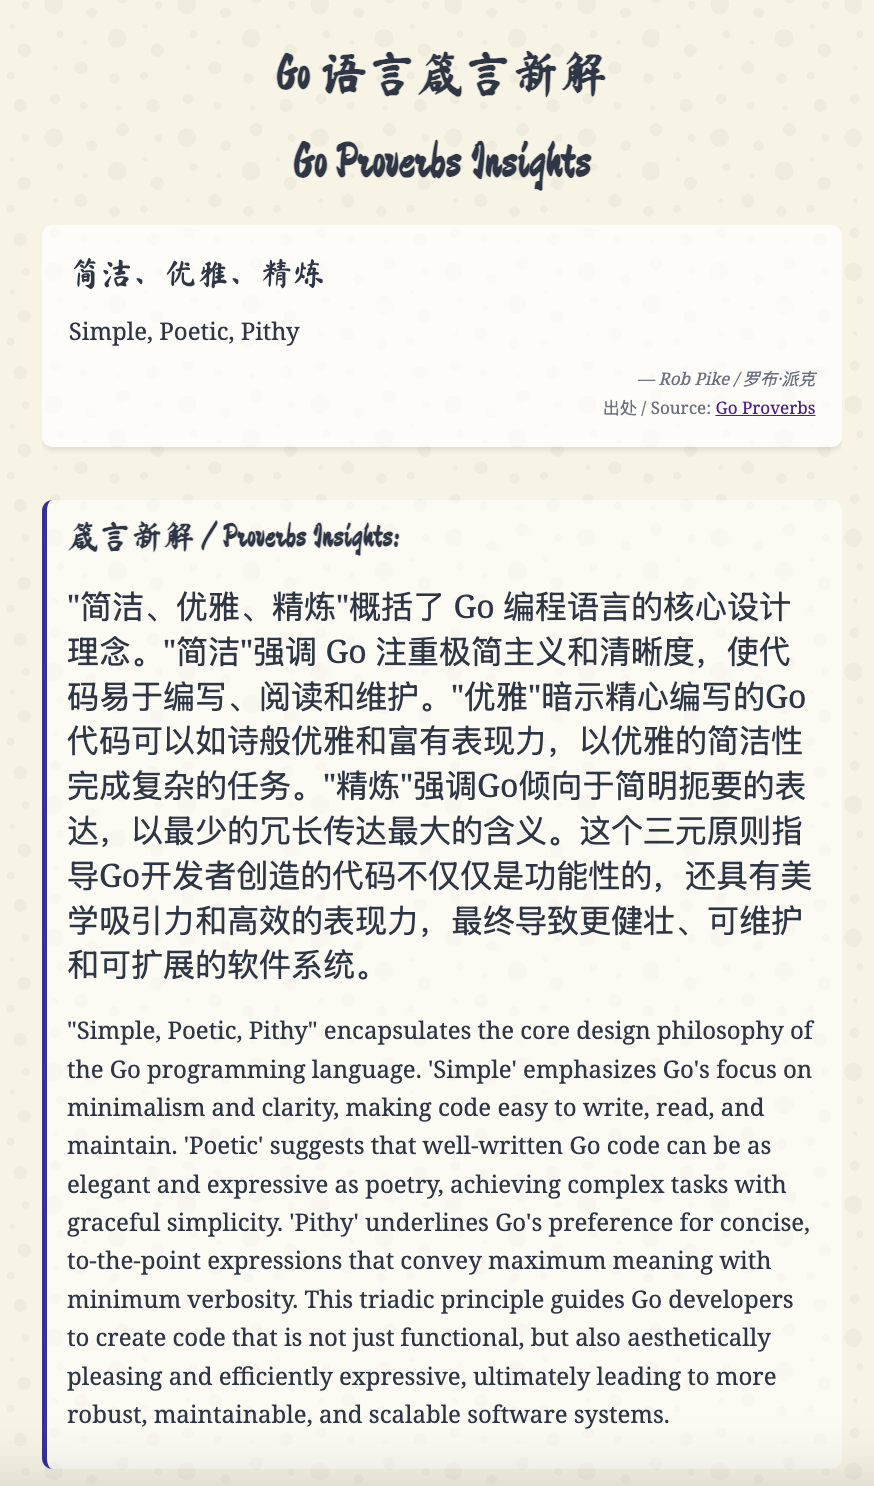 Go 语言箴言新解
Go Proverbs Insights
简洁、优雅、精炼
Simple, Poetic, Pithy
— Rob Pike / 罗布·派克
出处 / Source: Go Proverbs
箴言新解 / Proverbs Insights:
"简洁、优雅、精炼"概括了 Go 编程语言的核心设计
理念。"简洁"强调 Go 注重极简主义和清晰度，使代
码易于编写、阅读和维护。"优雅"暗示精心编写的Go
代码可以如诗般优雅和富有表现力，以优雅的简洁性
完成复杂的任务。"精炼"强调Go倾向于简明扼要的表
达，以最少的冗长传达最大的含义。这个三元原则指
导Go开发者创造的代码不仅仅是功能性的，还具有美
学吸引力和高效的表现力，最终导致更健壮、可维护
和可扩展的软件系统。
"Simple, Poetic, Pithy" encapsulates the core design philosophy of
the Go programming language. 'Simple' emphasizes Go's focus on
minimalism and clarity, making code easy to write, read, and
maintain. 'Poetic' suggests that well-written Go code can be as
elegant and expressive as poetry, achieving complex tasks with
graceful simplicity. 'Pithy' underlines Go's preference for concise,
to-the-point expressions that convey maximum meaning with
minimum verbosity. This triadic principle guides Go developers
to create code that is not just functional, but also aesthetically
pleasing and efficiently expressive, ultimately leading to more
robust, maintainable, and scalable software systems.